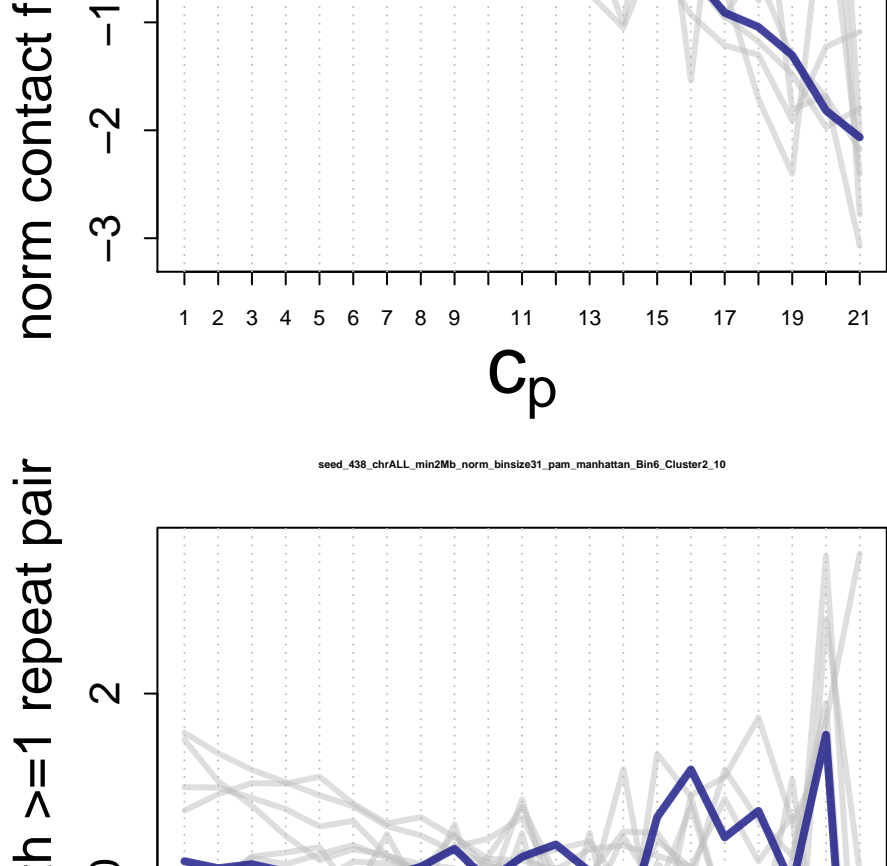 norm contact f
−1
−2
−3
1 2 3 4 5 6 7 8 9 11 13 15 17 19 21
cp
seed_438_chrALL_min2Mb_norm_binsize31_pam_manhattan_Bin6_Cluster2_10
h >=1 repeat pair
2